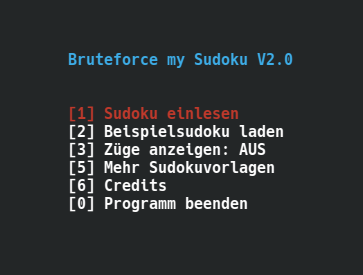 Bruteforce my Sudoku V2.0
[1] Sudoku einlesen
[2] Beispielsudoku laden
[3] Züge anzeigen: AUS
[5] Mehr Sudokuvorlagen
[6] Credits
[0] Programm beenden